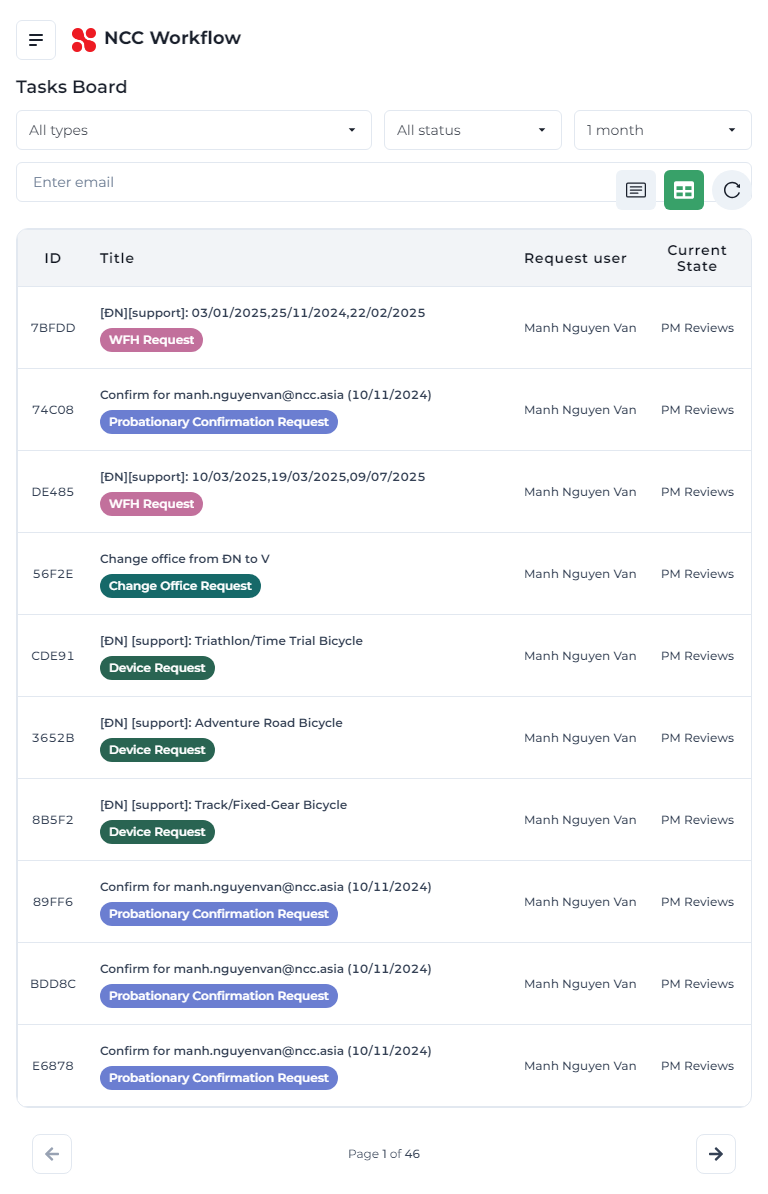 NCC Workflow
Tasks Board
All types
All status
1 month
Enter email
ID Title Request user Current State
7BFDD [ĐN][support]: 03/01/2025,25/11/2024,22/02/2025 Manh Nguyen Van PM Reviews
WFH Request
74C08 Confirm for manh.nguyenvan@ncc.asia (10/11/2024) Manh Nguyen Van PM Reviews
Probationary Confirmation Request
DE485 [ĐN][support]: 10/03/2025,19/03/2025,09/07/2025 Manh Nguyen Van PM Reviews
WFH Request
56F2E Change office from ĐN to V Manh Nguyen Van PM Reviews
Change Office Request
CDE91 [ĐN] [support]: Triathlon/Time Trial Bicycle Manh Nguyen Van PM Reviews
Device Request
3652B [ĐN] [support]: Adventure Road Bicycle Manh Nguyen Van PM Reviews
Device Request
8B5F2 [ĐN] [support]: Track/Fixed-Gear Bicycle Manh Nguyen Van PM Reviews
Device Request
89FF6 Confirm for manh.nguyenvan@ncc.asia (10/11/2024) Manh Nguyen Van PM Reviews
Probationary Confirmation Request
BDD8C Confirm for manh.nguyenvan@ncc.asia (10/11/2024) Manh Nguyen Van PM Reviews
Probationary Confirmation Request
E6878 Confirm for manh.nguyenvan@ncc.asia (10/11/2024) Manh Nguyen Van PM Reviews
Probationary Confirmation Request
Page 1 of 46